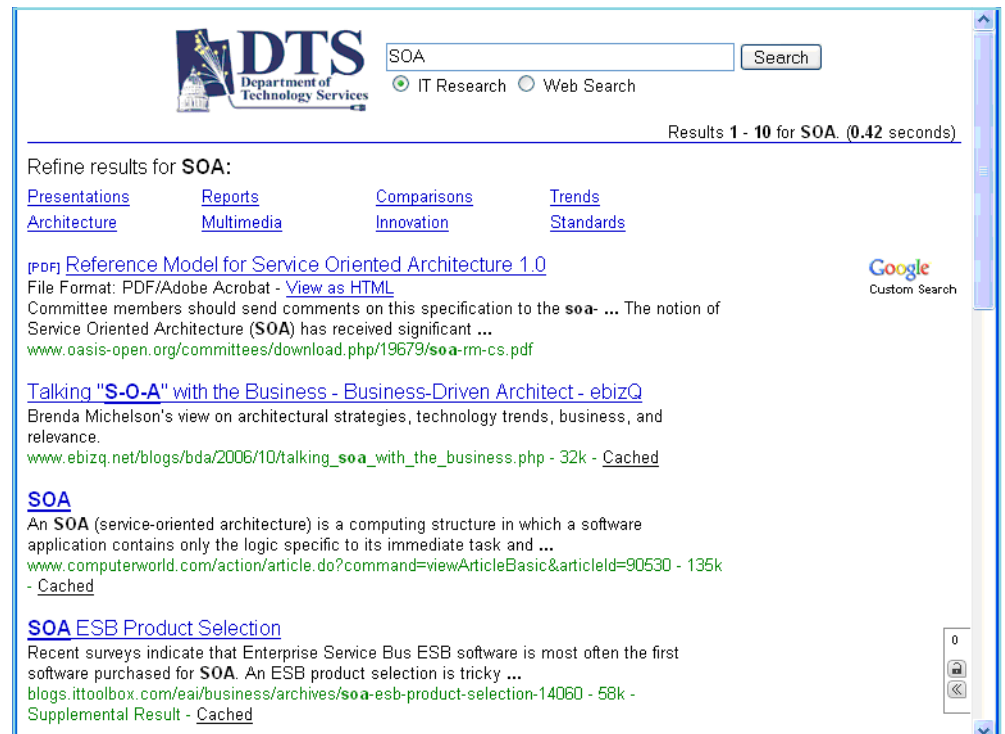 DTS
Department of
Technology Services
SOA
Search
IT Research Web Search
Results 1 - 10 for SOA. (0.42 seconds)
Refine results for SOA:
Presentations Reports Comparisons Trends
Architecture Multimedia Innovation Standards
[PDF] Reference Model for Service Oriented Architecture 1.0
File Format: PDF/Adobe Acrobat - View as HTML
Committee members should send comments on this specification to the soa- ... The notion of
Service Oriented Architecture (SOA) has received significant ...
www.oasis-open.org/committees/download.php/19679/soa-rm-cs.pdf
Google
Custom Search
Talking "S-O-A" with the Business - Business-Driven Architect - ebizQ
Brenda Michelson's view on architectural strategies, technology trends, business, and
relevance.
www.ebizq.net/blogs/bda/2006/10/talking_soa_with_the_business.php - 32k - Cached
SOA
An SOA (service-oriented architecture) is a computing structure in which a software
application contains only the logic specific to its immediate task and ...
www.computerworld.com/action/article.do?command=viewArticleBasic&articleId=90530 - 135k
- Cached
SOA ESB Product Selection
Recent surveys indicate that Enterprise Service Bus ESB software is most often the first
software purchased for SOA. An ESB product selection is tricky ...
blogs.ittoolbox.com/eai/business/archives/soa-esb-product-selection-14060 - 58k -
Supplemental Result - Cached
0